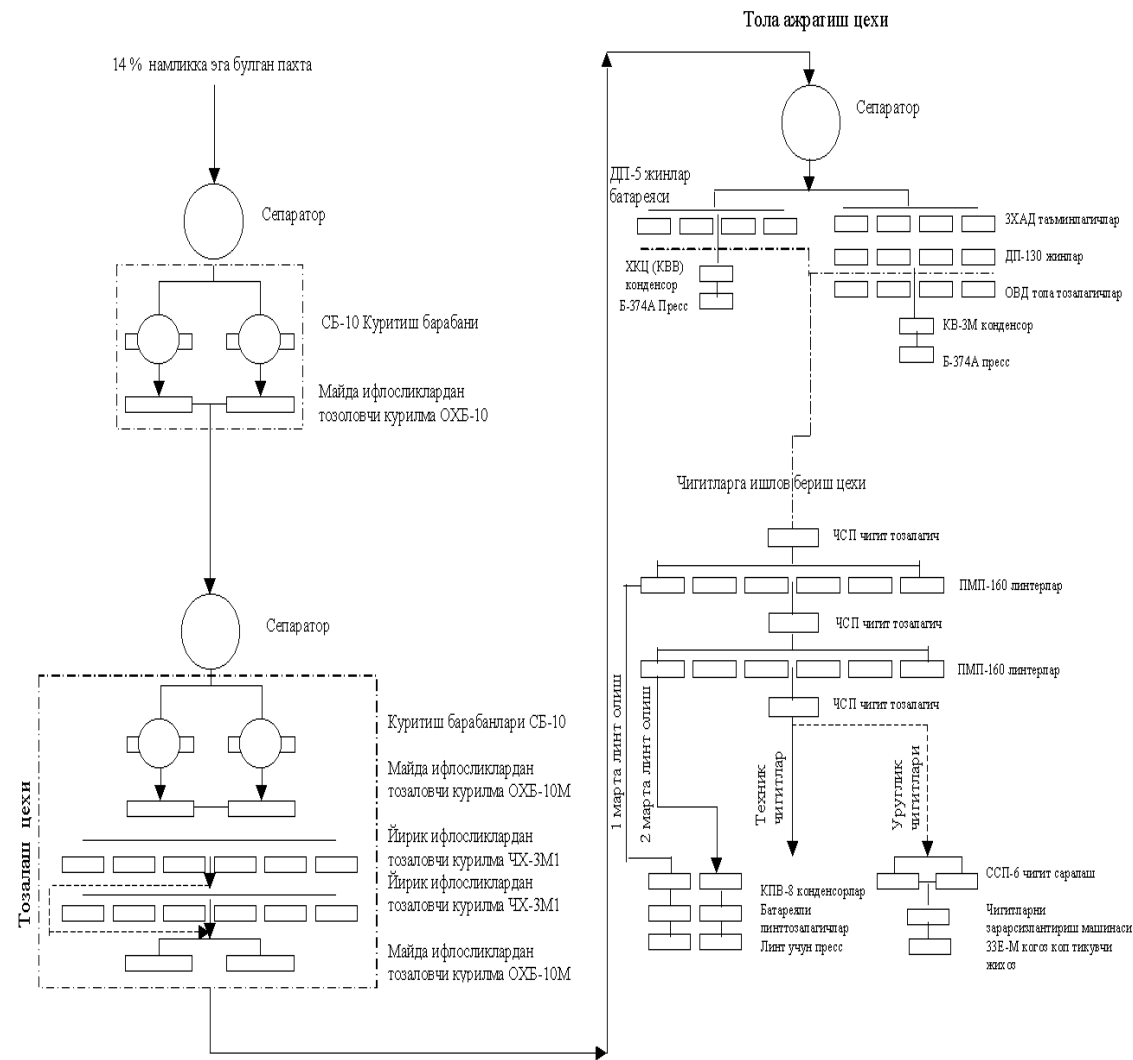 14 % намликка эга булган пахта
Сепаратор
СБ-10 Куритиш барабани
Майда ифлосликлардан
тозоловчи курилма ОХБ-10
Сепаратор
Тозалаш цехи
Куритиш барабанлари СБ-10
Майда ифлосликлардан
тозаловчи курилма ОХБ-10М
Йирик ифлосликлардан
тозаловчи курилма ЧХ-3М1
Йирик ифлосликлардан
тозаловчи курилма ЧХ-3М1
Майда ифлосликлардан
тозаловчи курилма ОХБ-10М
Тола ажратиш цехи
Сепаратор
ДП-5 жинлар
батареяси
ЗХАД таъминлагичлар
ДП-130 жинлар
ОВД тола тозалагичлар
ХКЦ (КВВ)
конденсор
Б-374А Пресс
КВ-3М конденсор
Б-374А пресс
Чигитларга ишлов бериш цехи
ЧСП чигит тозалагич
ПМП-160 линтерлар
ЧСП чигит тозалагич
ПМП-160 линтерлар
ЧСП чигит тозалагич
1 марта линт олиш
2 марта линт олиш
Техник
чигитлар
Уруглик
чигитлари
КПВ-8 конденсорлар
Батареяли
линттозалагичлар
Линт учун пресс
ССП-6 чигит саралаш
Чигитларни
зарарсизлантириш машинаси
33Е-М когоз коп тикувчи
жихоз